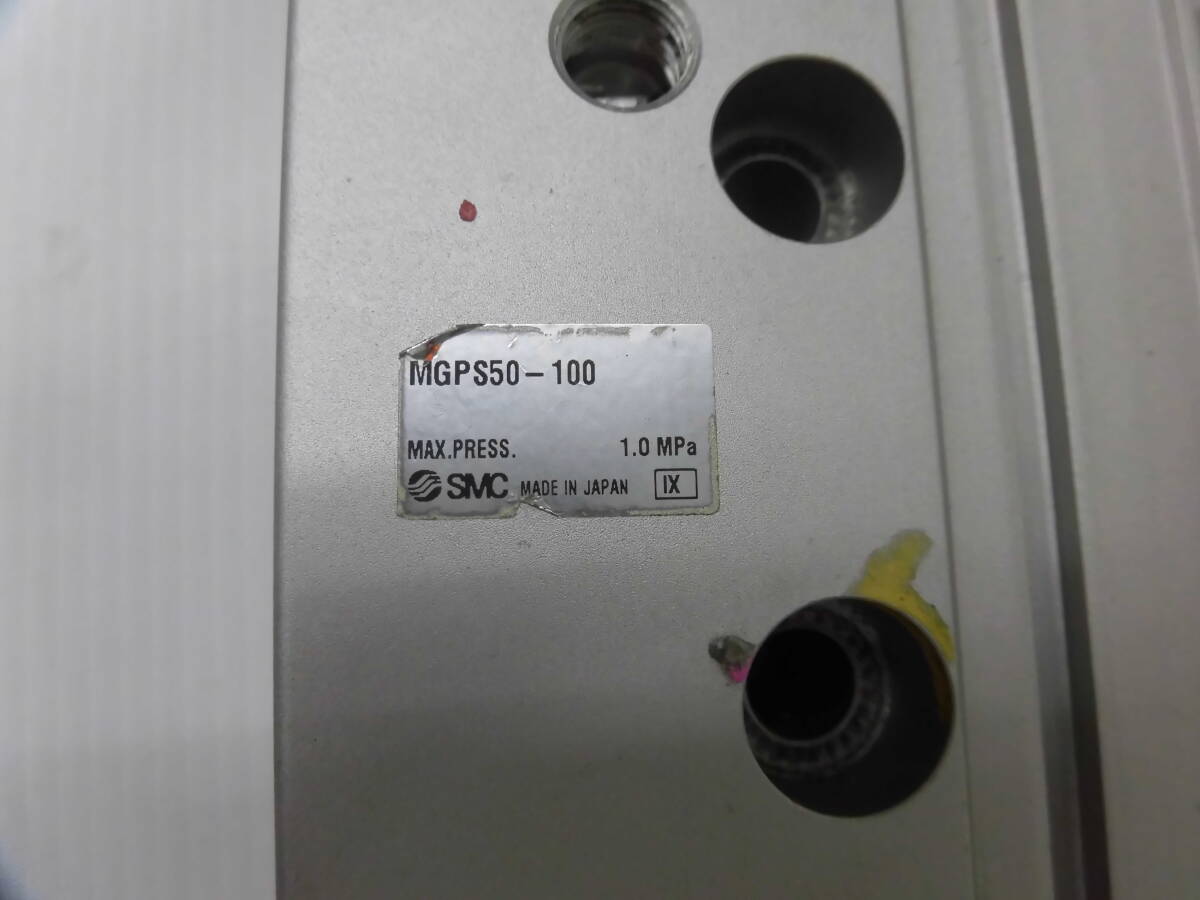 MGPS50-100
MAX.PRESS. 1.0 MPa
SMC MADE IN JAPAN IX